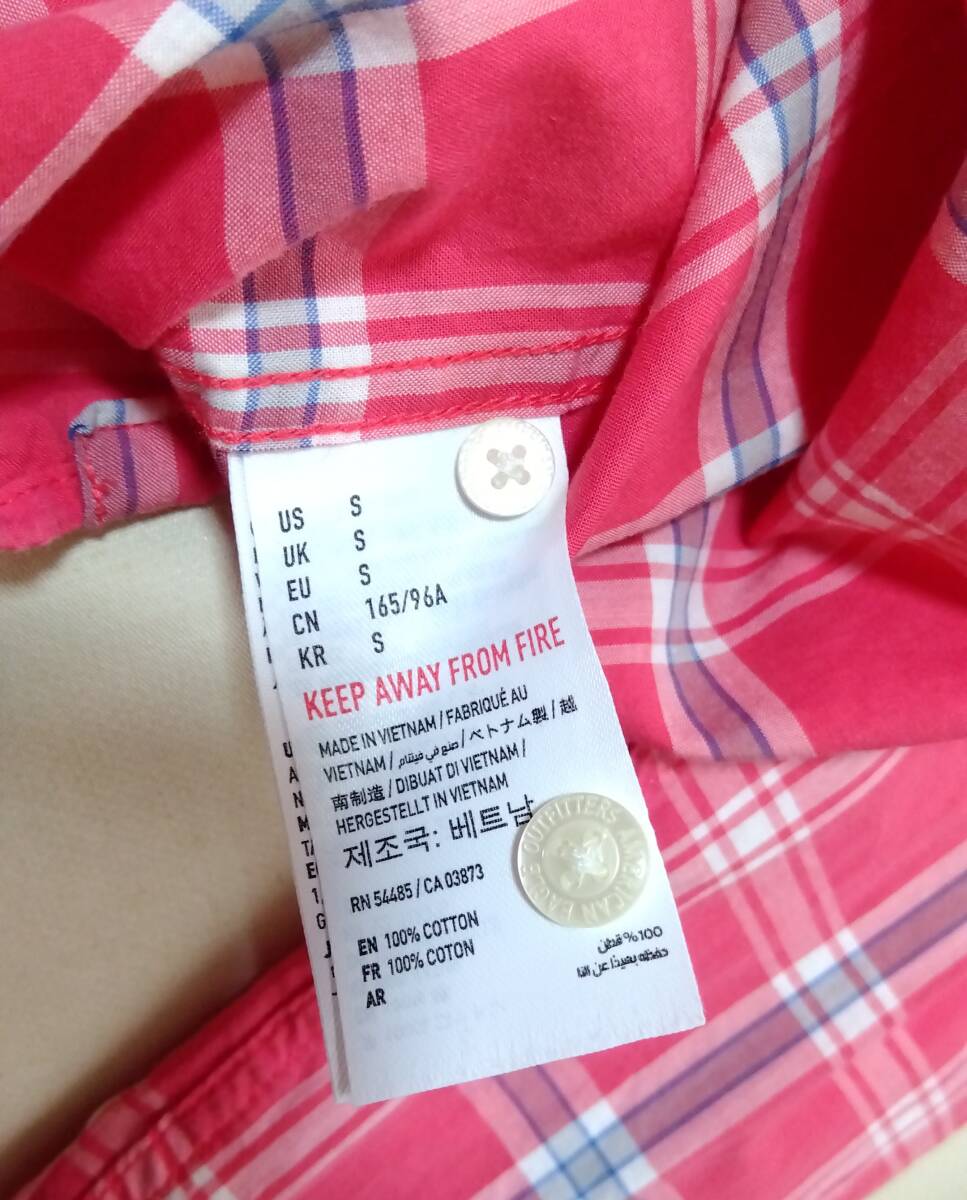 US S
UK S
EU S
CN 165/96A
KR S
KEEP AWAY FROM FIRE
MADE IN VIETNAM / FABRIQUÉ AU
VIETNAM / صنع في فيتنام / ベトナム製 / 越
南制造 / DIBUAT DI VIETNAM /
HERGESTELLT IN VIETNAM
제조국: 베트남
RN 54485 / CA 03873
EN 100% COTTON
FR 100% COTON
AR
100% قطن
حفظه بعيدًا عن
OUTFITTERS AMERICAN EAGLE